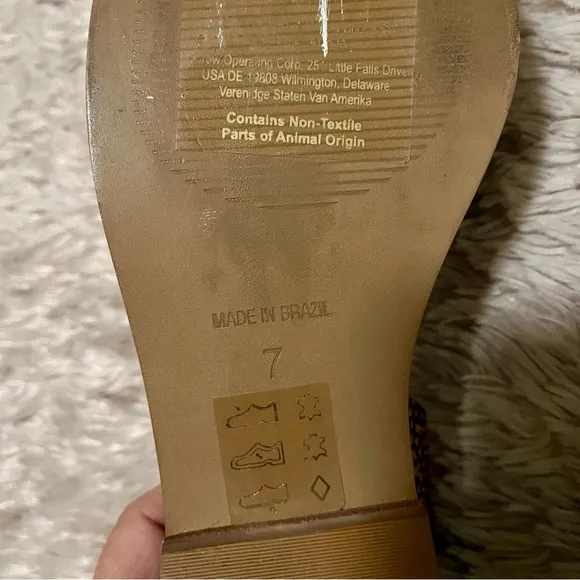 Operating Corp, 251 Little Falls Drive
USA DE 19808 Wilmington, Delaware
Verenidge Staten Van Amerika
Contains Non-Textile
Parts of Animal Origin
MADE IN BRAZIL
7